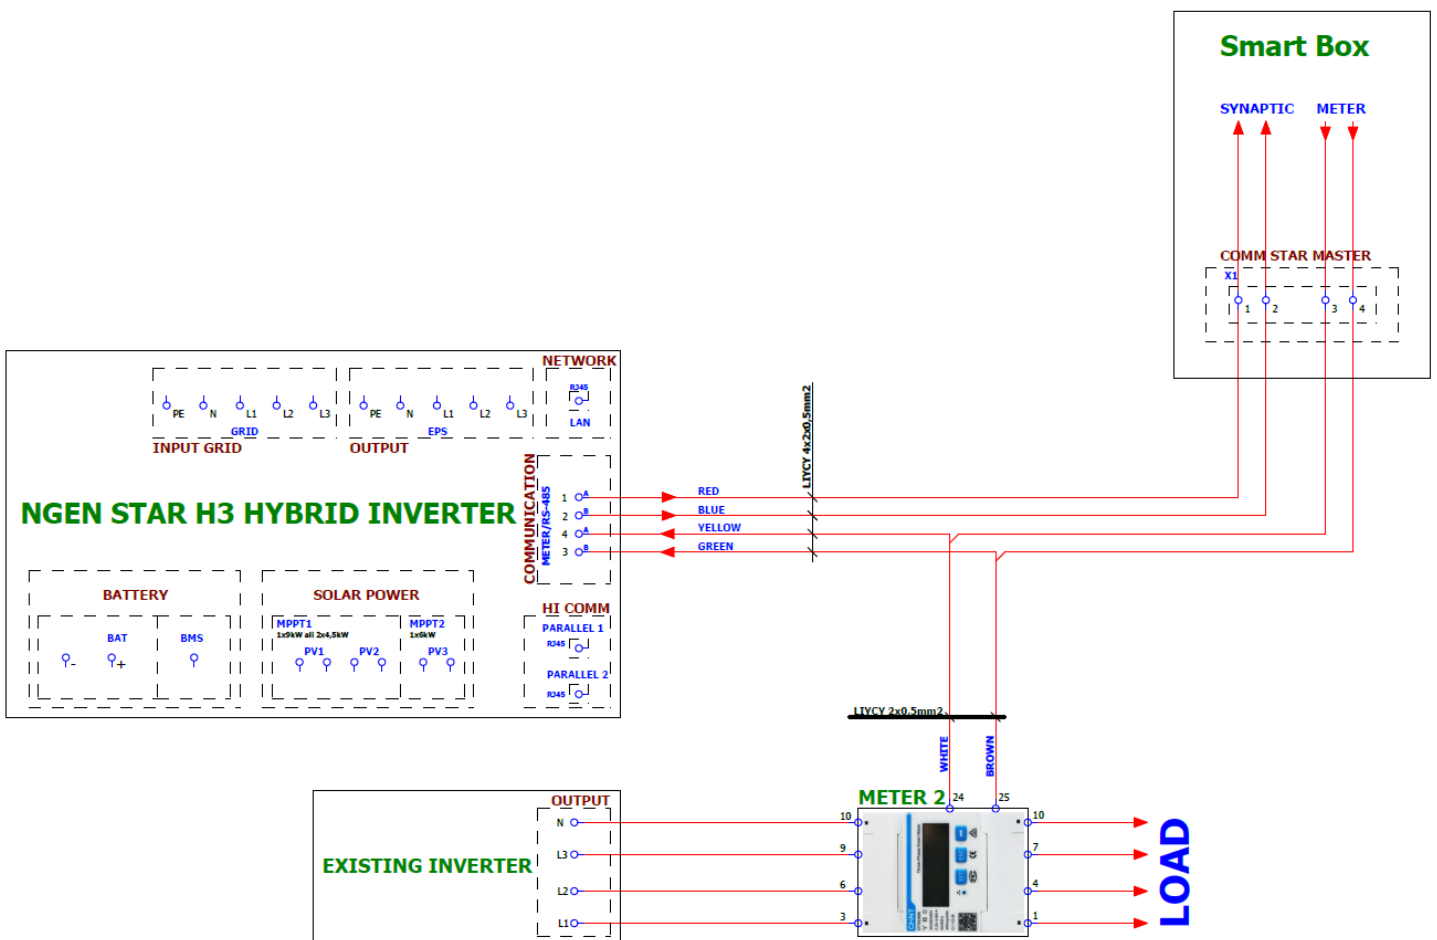 Smart Box
SYNAPTIC METER
COMM STAR MASTER
X1
1 2 3 4
NETWORK
RJ45
LAN
PE N L1 L2 L3
GRID
INPUT GRID
PE N L1 L2 L3
EPS
OUTPUT
NGEN STAR H3 HYBRID INVERTER
COMMUNICATION
METER/RS-485
1 A
2 B
4 A
3 B
RED
BLUE
YELLOW
GREEN
LIYCY 4x2x0,5mm2
BATTERY
BAT
- +
BMS
SOLAR POWER
MPPT1
1x9kW ali 2x4,5kW
PV1 PV2
MPPT2
1x6kW
PV3
HI COMM
PARALLEL 1
RJ45
PARALLEL 2
RJ45
LIYCY 2x0,5mm2
WHITE
BROWN
METER 2
24 25
OUTPUT
N
L3
L2
L1
EXISTING INVERTER
10
9
6
3
CHNT
10
7
4
1
LOAD